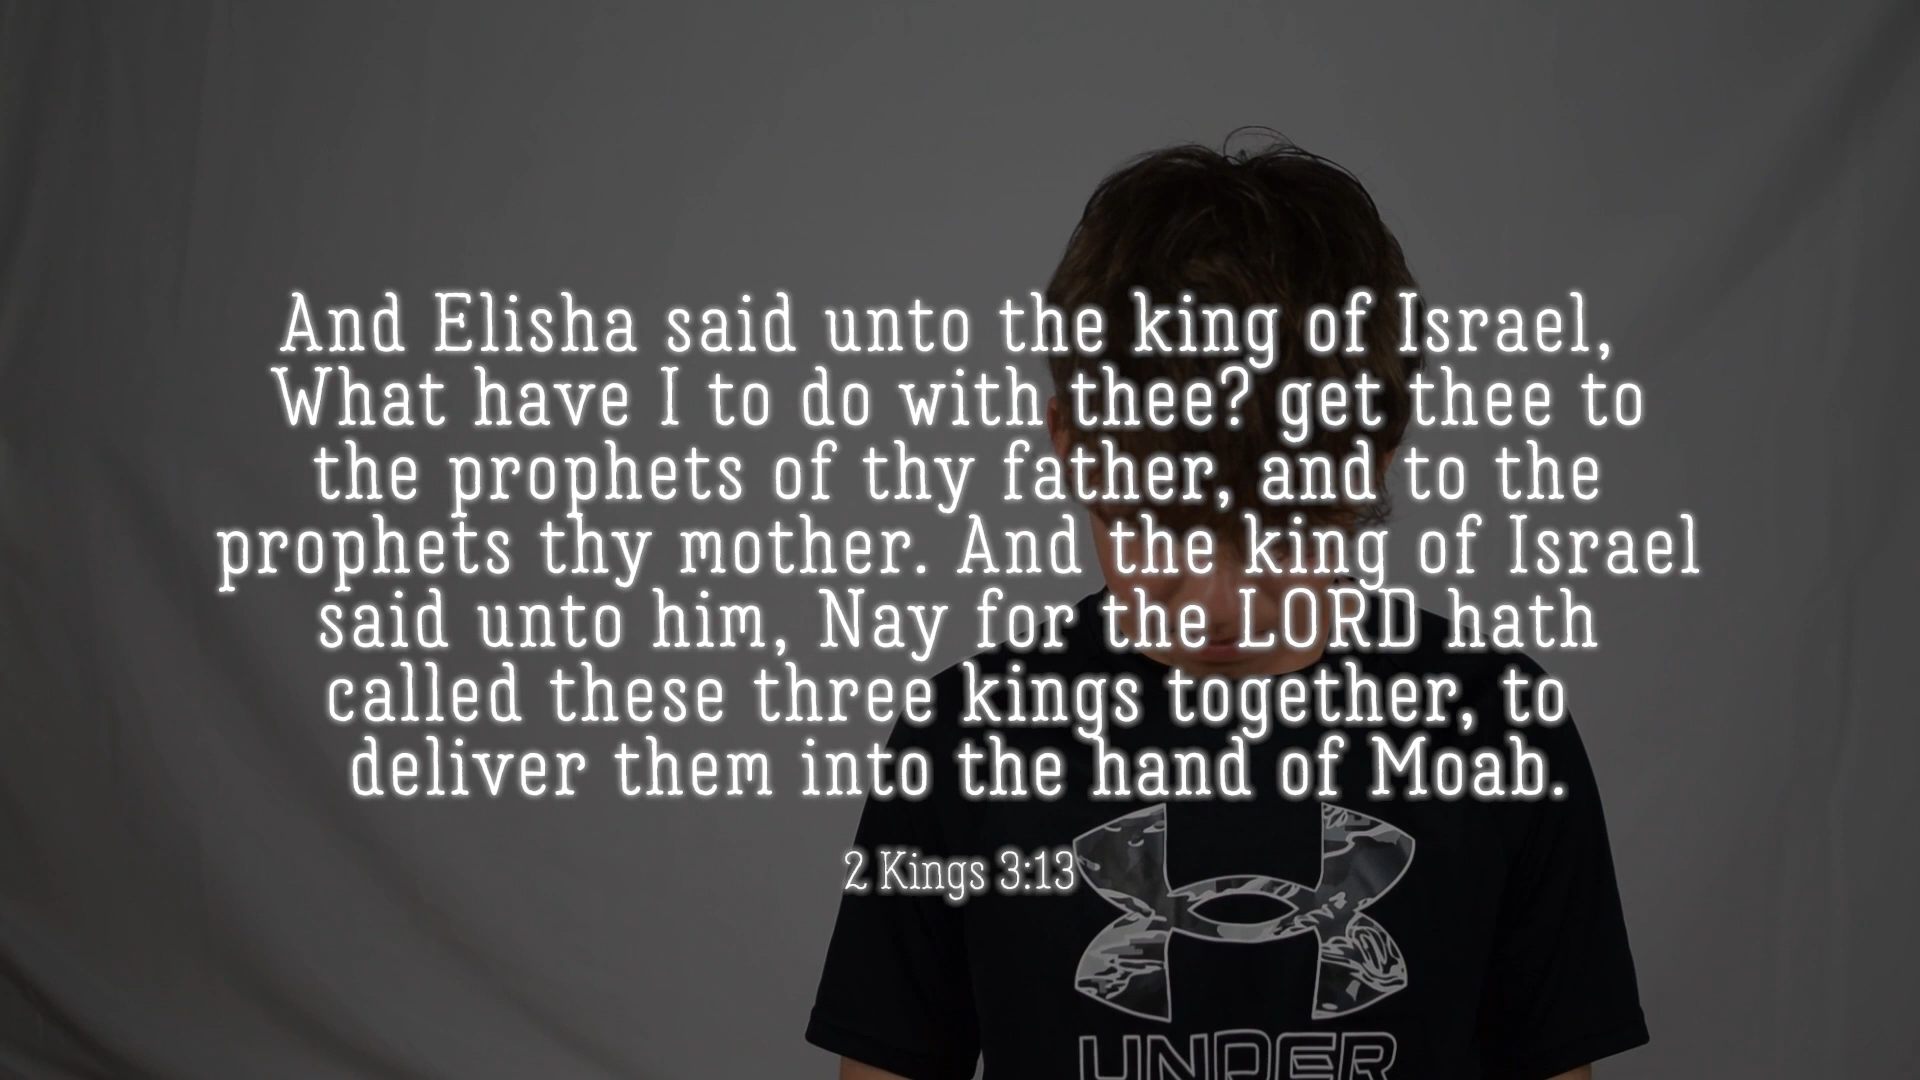 And Elisha said unto the king of Israel,
What have I to do with thee? get thee to
the prophets of thy father, and to the
prophets thy mother. And the king of Israel
said unto him, Nay for the LORD hath
called these three kings together, to
deliver them into the hand of Moab.
2 Kings 3:13
UNDER